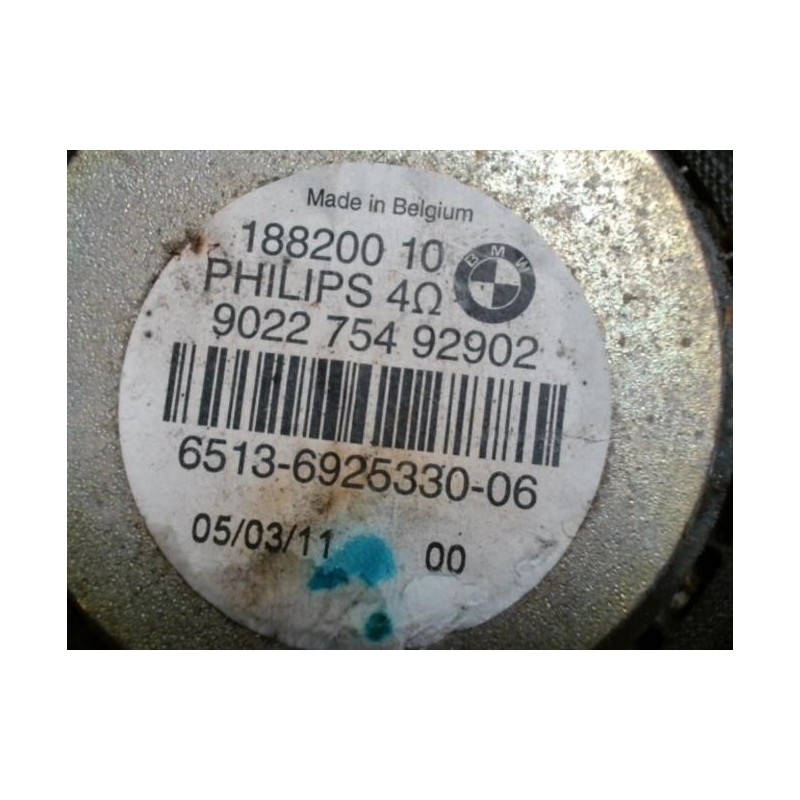 Made in Belgium
188200 10
BMW
PHILIPS 4Ω
9022 754 92902
6513-6925330-06
05/03/11 00